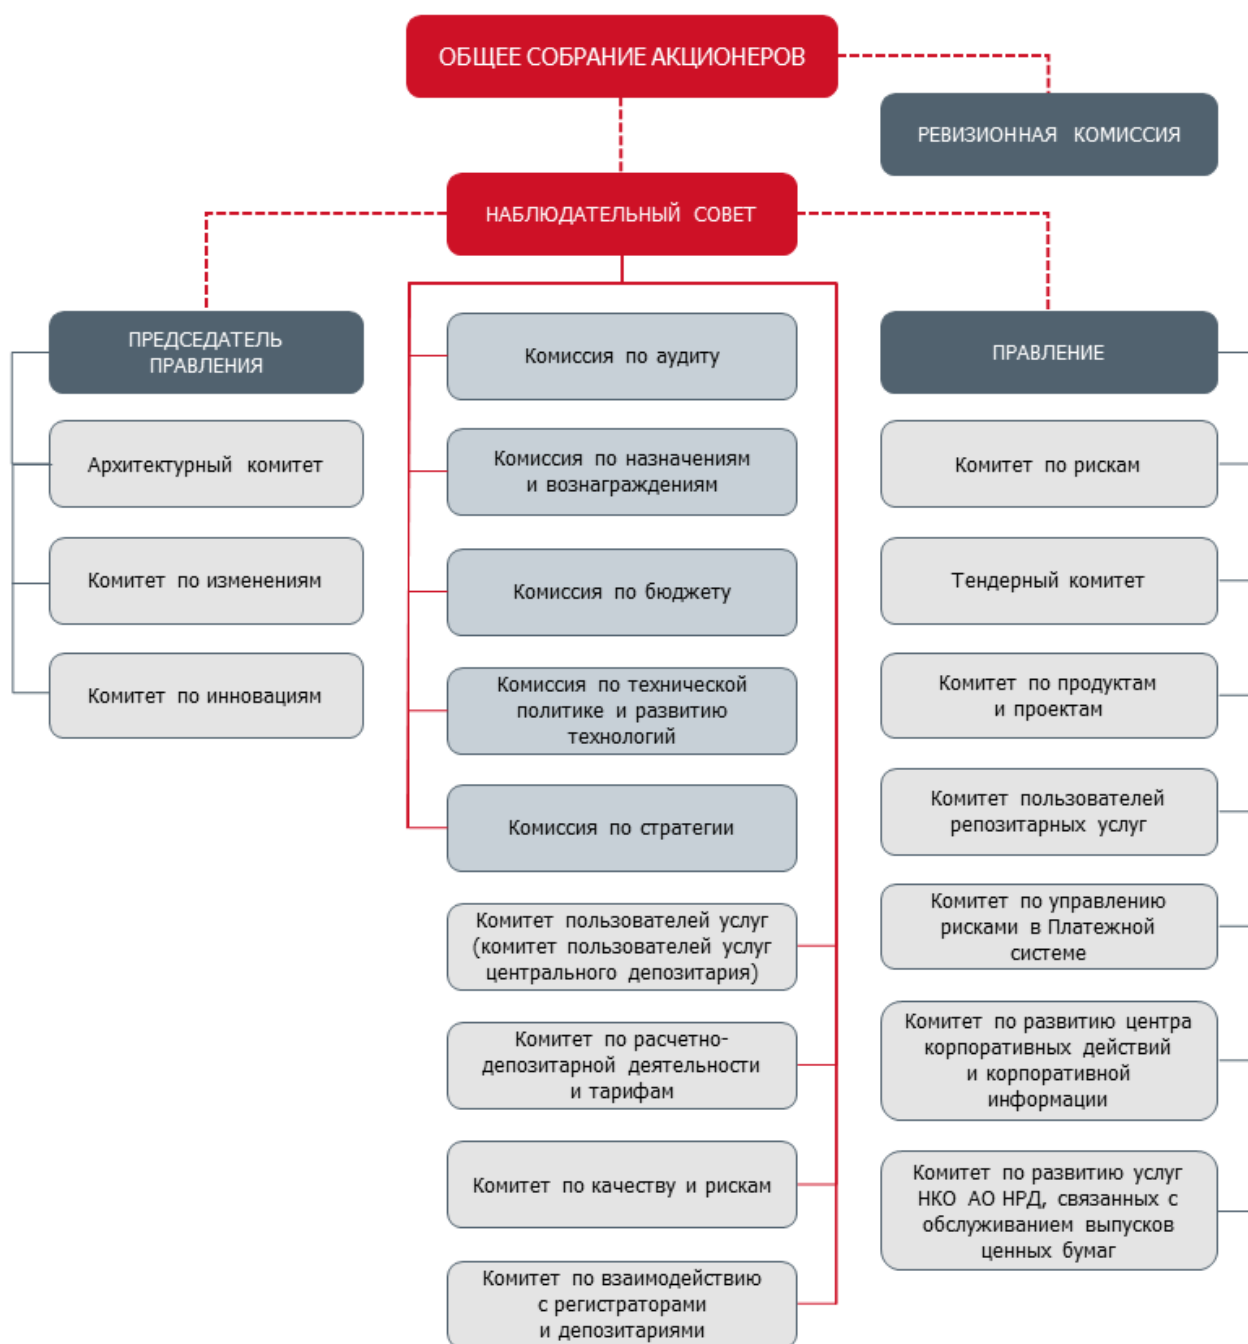 ОБЩЕЕ СОБРАНИЕ АКЦИОНЕРОВ
РЕВИЗИОННАЯ КОМИССИЯ
НАБЛЮДАТЕЛЬНЫЙ СОВЕТ
ПРЕДСЕДАТЕЛЬ
ПРАВЛЕНИЯ
Архитектурный комитет
Комитет по изменениям
Комитет по инновациям
Комиссия по аудиту
Комиссия по назначениям
и вознаграждениям
Комиссия по бюджету
Комиссия по технической
политике и развитию
технологий
Комиссия по стратегии
Комитет пользователей услуг
(комитет пользователей услуг
центрального депозитария)
Комитет по расчетно-
депозитарной деятельности
и тарифам
Комитет по качеству и рискам
Комитет по взаимодействию
с регистраторами
и депозитариями
ПРАВЛЕНИЕ
Комитет по рискам
Тендерный комитет
Комитет по продуктам
и проектам
Комитет пользователей
репозитарных услуг
Комитет по управлению
рисками в Платежной
системе
Комитет по развитию центра
корпоративных действий
и корпоративной
информации
Комитет по развитию услуг
НКО АО НРД, связанных с
обслуживанием выпусков
ценных бумаг